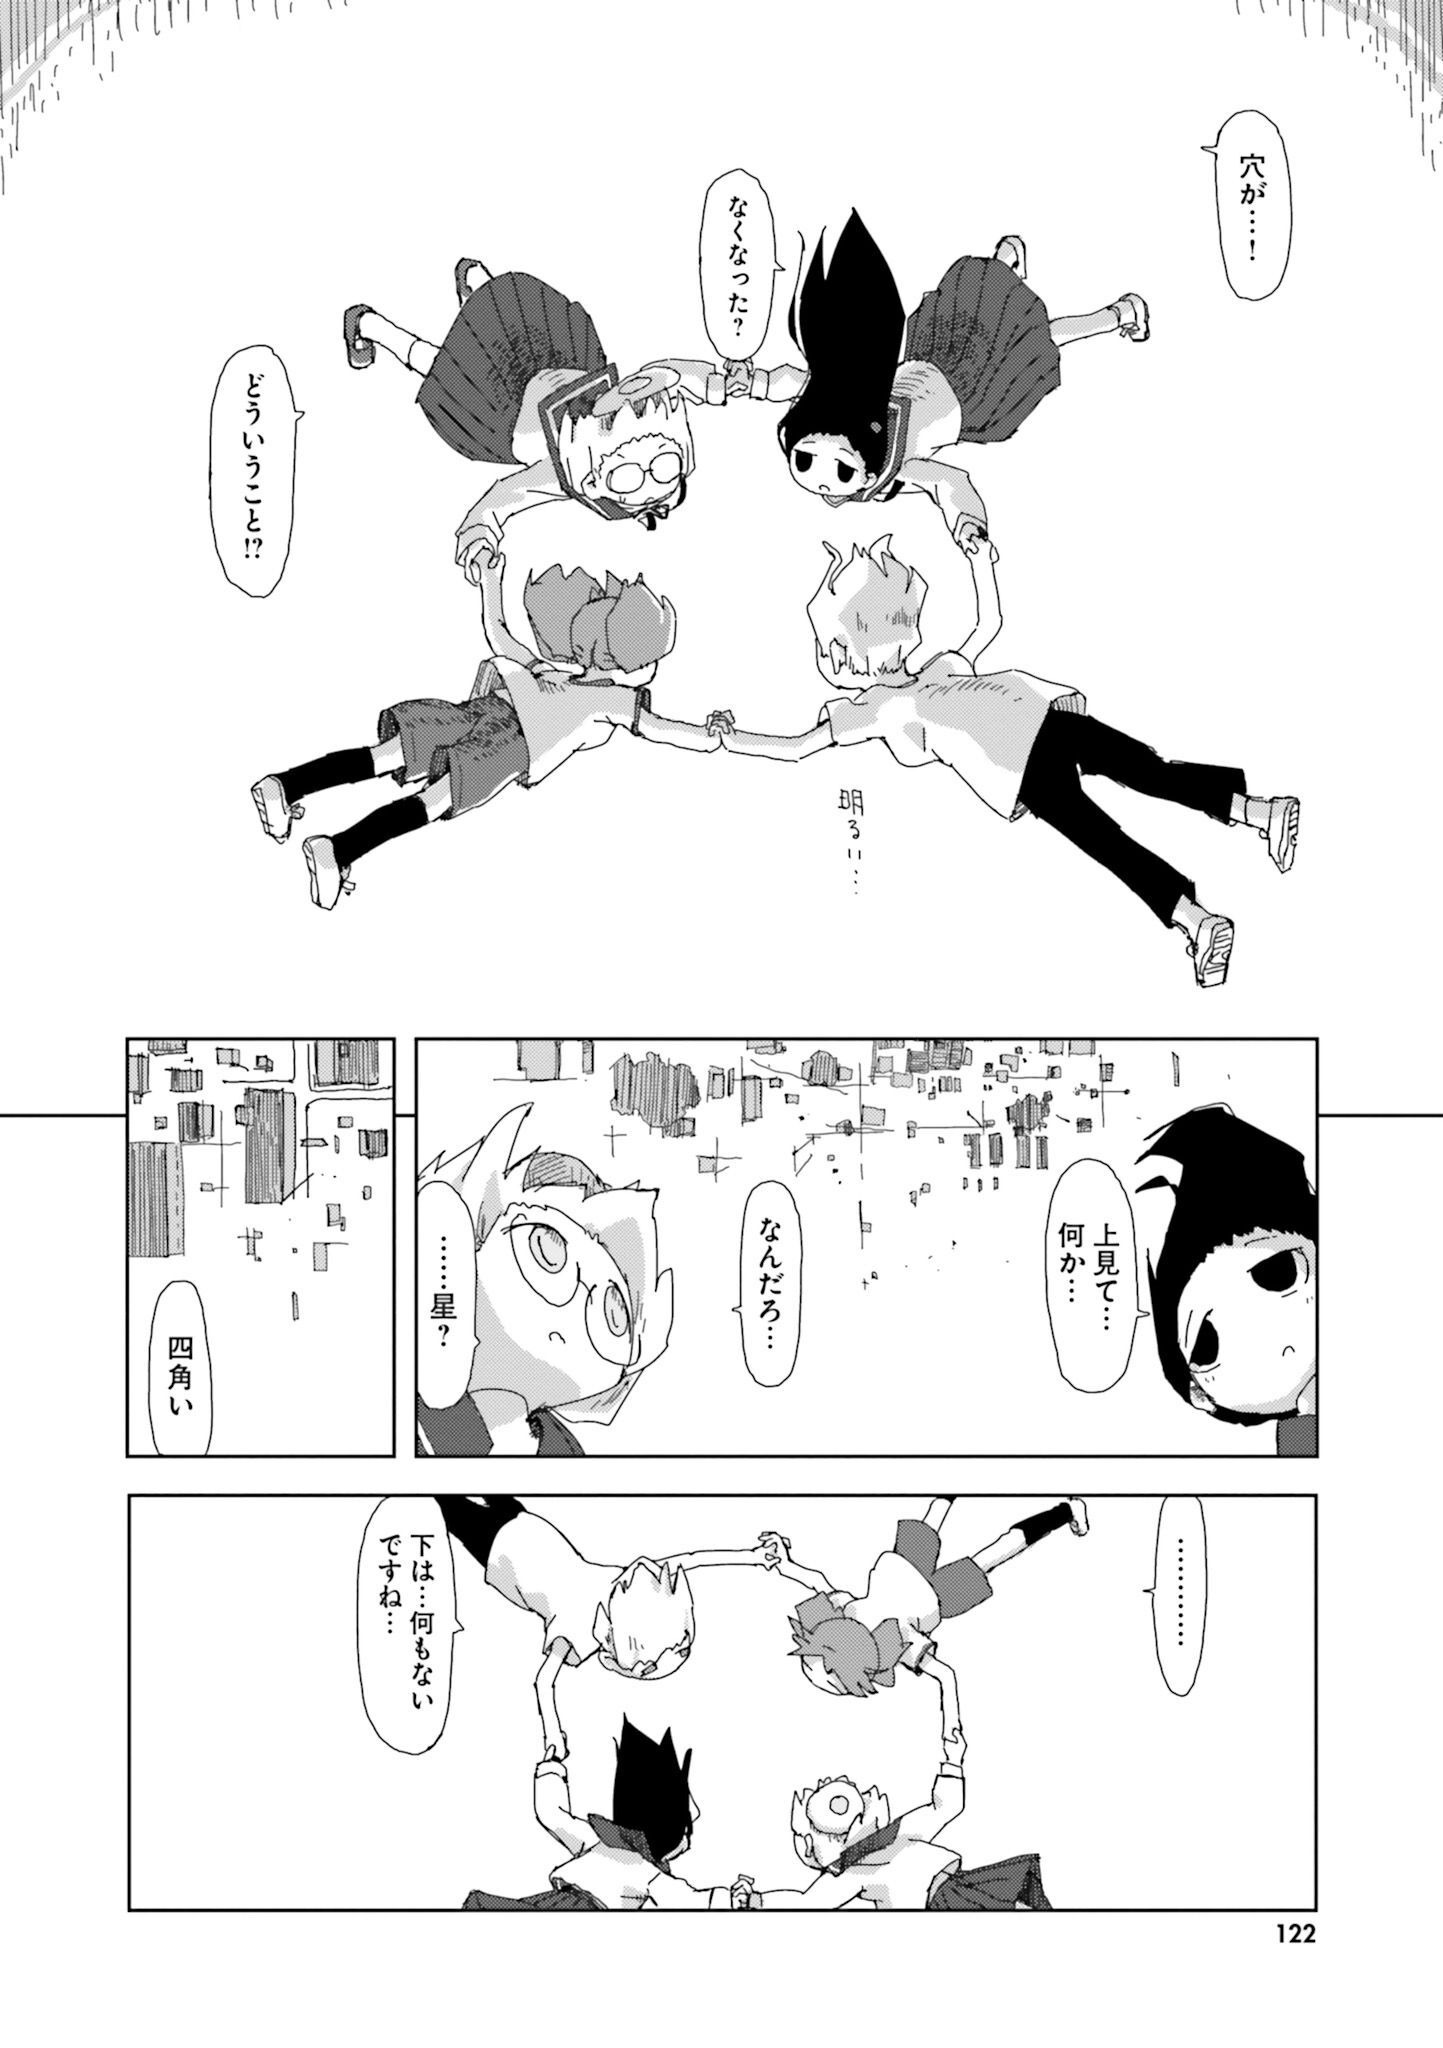 穴が…！
なくなった？
どういうこと!?
明るい…
上見て…
何か…
なんだろ…
……星？
四角い
………
下は…何もない
ですね…
122